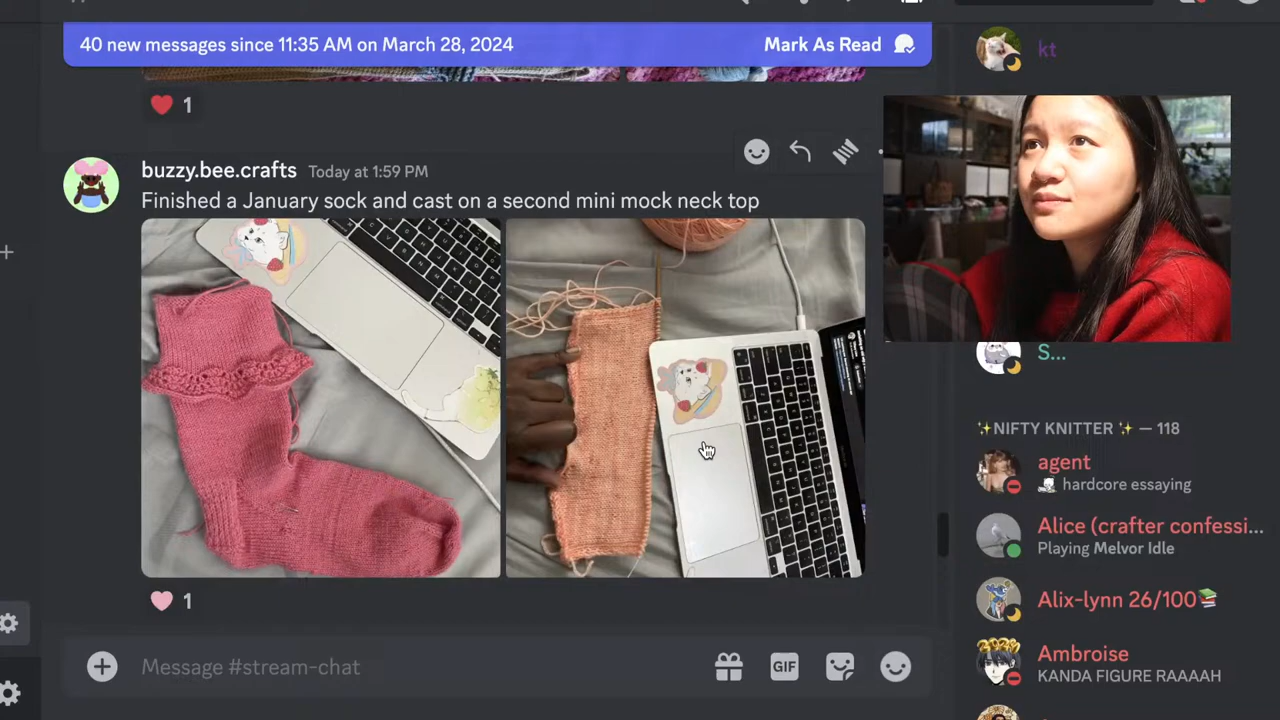 40 new messages since 11:35 AM on March 28, 2024
Mark As Read
kt
1
buzzy.bee.crafts Today at 1:59 PM
Finished a January sock and cast on a second mini mock neck top
S...
✨NIFTY KNITTER ✨ — 118
agent
hardcore essaying
Alice (crafter confessi...
Playing Melvor Idle
Alix-lynn 26/100📚
1
Ambroise
KANDA FIGURE RAAAAH
Message #stream-chat
GIF